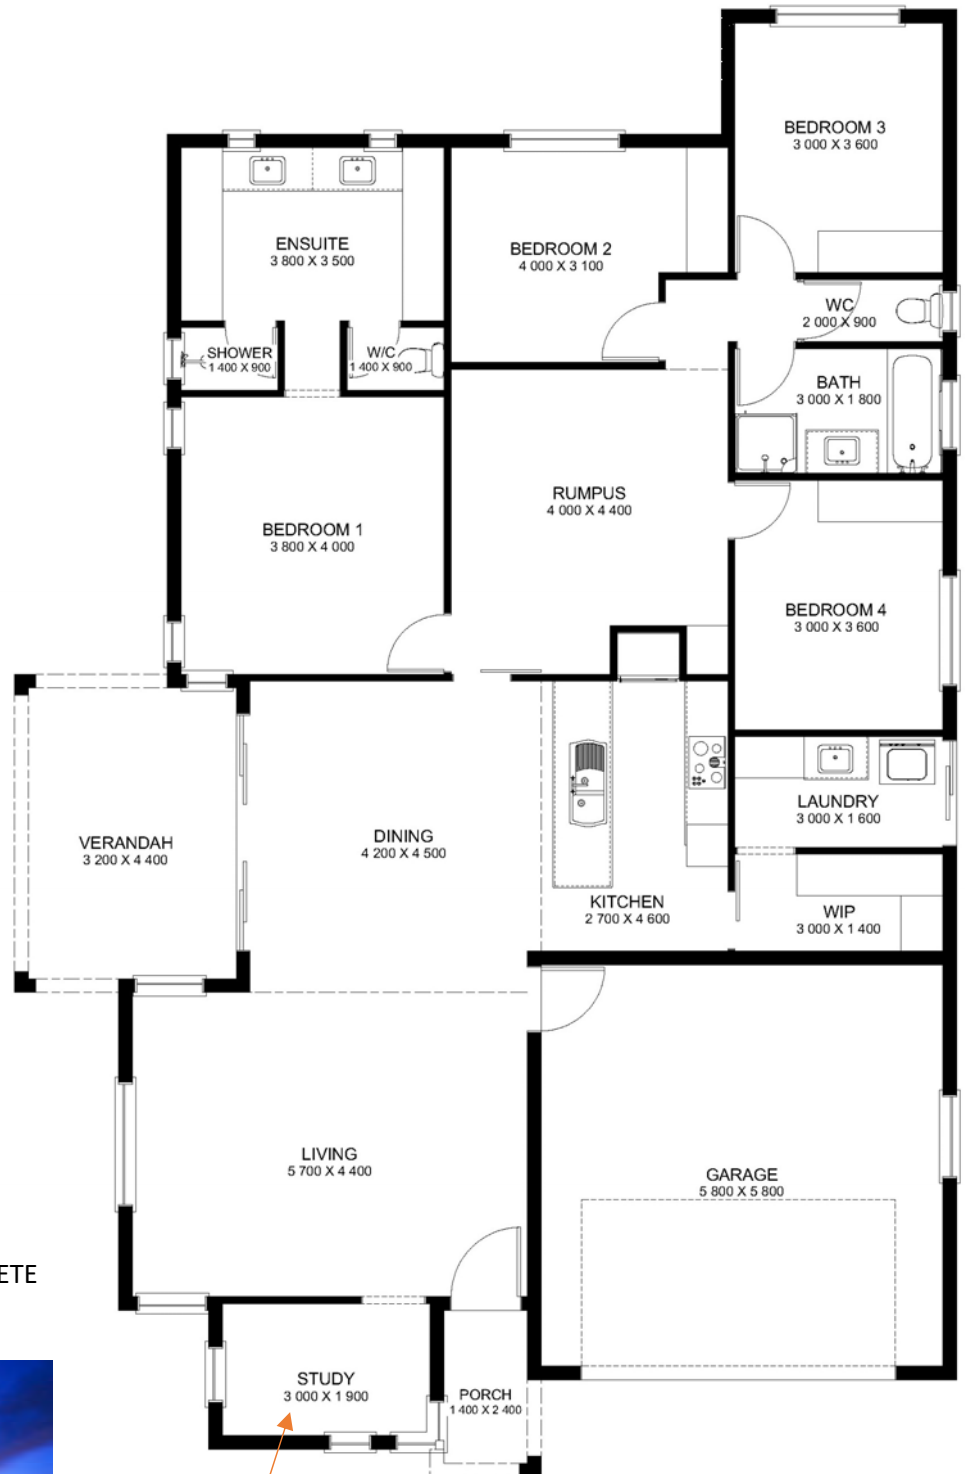 BEDROOM 3
3 000 X 3 600
ENSUITE
3 800 X 3 500
BEDROOM 2
4 000 X 3 100
WC
2 000 X 900
SHOWER
1 400 X 900
W/C
1 400 X 900
BATH
3 000 X 1 800
RUMPUS
4 000 X 4 400
BEDROOM 1
3 800 X 4 000
BEDROOM 4
3 000 X 3 600
LAUNDRY
3 000 X 1 600
VERANDAH
3 200 X 4 400
DINING
4 200 X 4 500
KITCHEN
2 700 X 4 600
WIP
3 000 X 1 400
LIVING
5 700 X 4 400
GARAGE
5 800 X 5 800
ETE
STUDY
3 000 X 1 900
PORCH
1 400 X 2 400